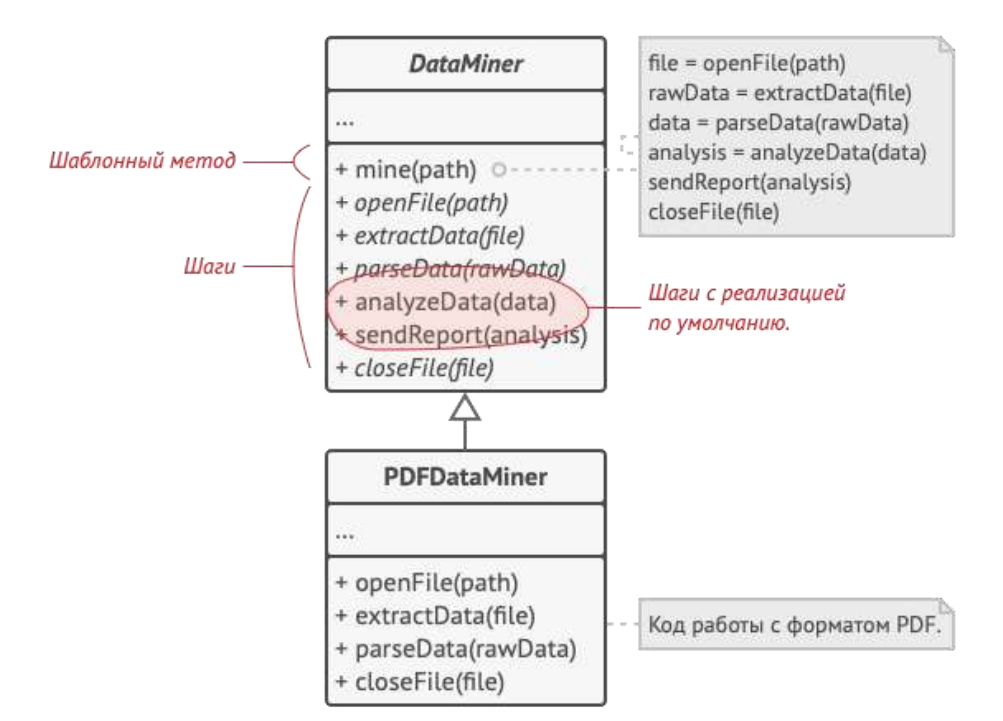 DataMiner
...
+ mine(path)
+ openFile(path)
+ extractData(file)
+ parseData(rawData)
+ analyzeData(data)
+ sendReport(analysis)
+ closeFile(file)
Шаблонный метод
Шаги
file = openFile(path)
rawData = extractData(file)
data = parseData(rawData)
analysis = analyzeData(data)
sendReport(analysis)
closeFile(file)
Шаги с реализацией
по умолчанию.
PDFDataMiner
...
+ openFile(path)
+ extractData(file)
+ parseData(rawData)
+ closeFile(file)
Код работы с форматом PDF.